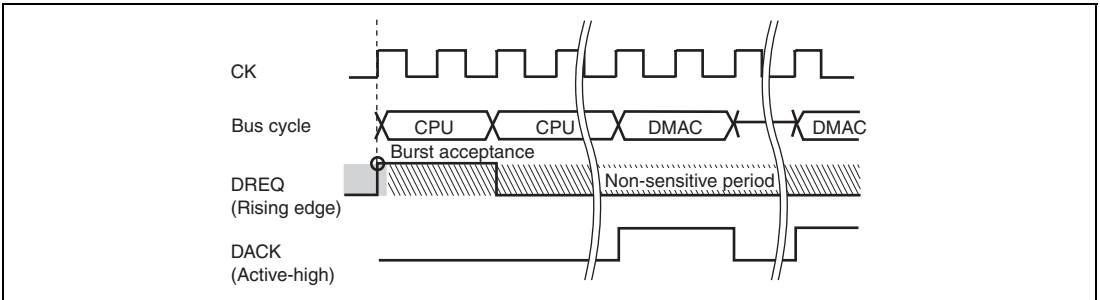 CK
Bus cycle
CPU CPU DMAC DMAC
Burst acceptance
DREQ
(Rising edge)
Non-sensitive period
DACK
(Active-high)